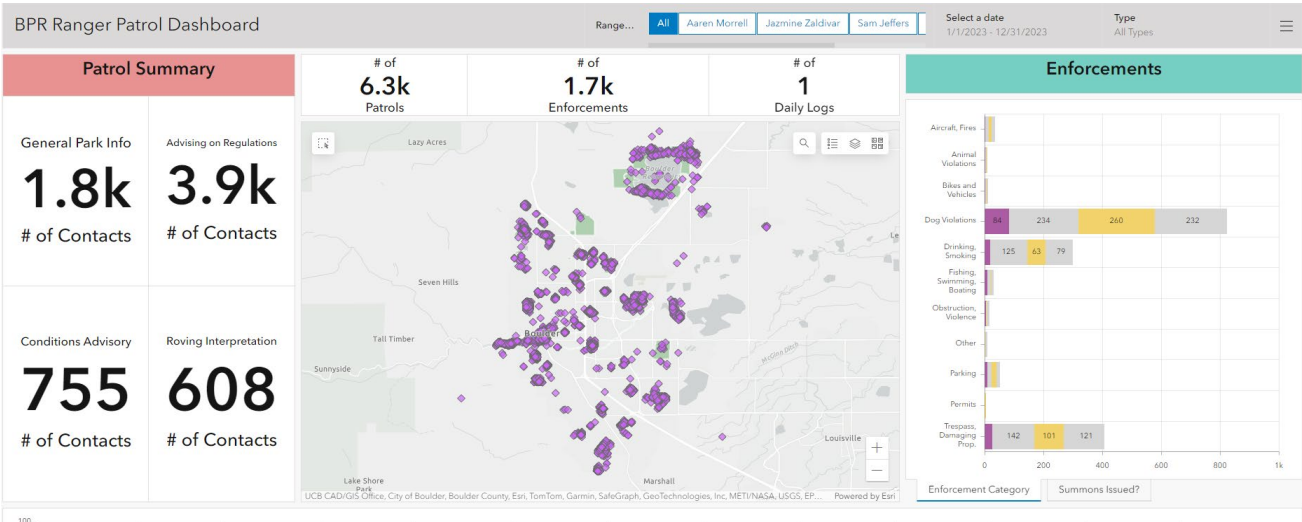 BPR Ranger Patrol Dashboard
Range...
All
Aaren Morrell
Jazmine Zaldivar
Sam Jeffers
Select a date
1/1/2023 - 12/31/2023
Type
All Types
Patrol Summary
General Park Info
1.8k
# of Contacts
Advising on Regulations
3.9k
# of Contacts
Conditions Advisory
755
# of Contacts
Roving Interpretation
608
# of Contacts
# of
6.3k
Patrols
# of
1.7k
Enforcements
# of
1
Daily Logs
Lazy Acres
Boulder
Le
Seven Hills
Tall Timber
Boulder
Sunnyside
McGinn Ditch
Louisville
Lake Shore
Park
Marshall
UCB CAD/GIS Office, City of Boulder, Boulder County, Esri, TomTom, Garmin, SafeGraph, GeoTechnologies, Inc, METI/NASA, USGS, EP...
Powered by Esri
Enforcements
Aircraft, Fires
Animal
Violations
Bikes and
Vehicles
Dog Violations
84
234
260
232
Drinking,
Smoking
125
63
79
Fishing,
Swimming,
Boating
Obstruction,
Violence
Other
Parking
Permits
Trespass,
Damaging
Prop.
142
101
121
0
200
400
600
800
1k
Enforcement Category
Summons Issued?
100